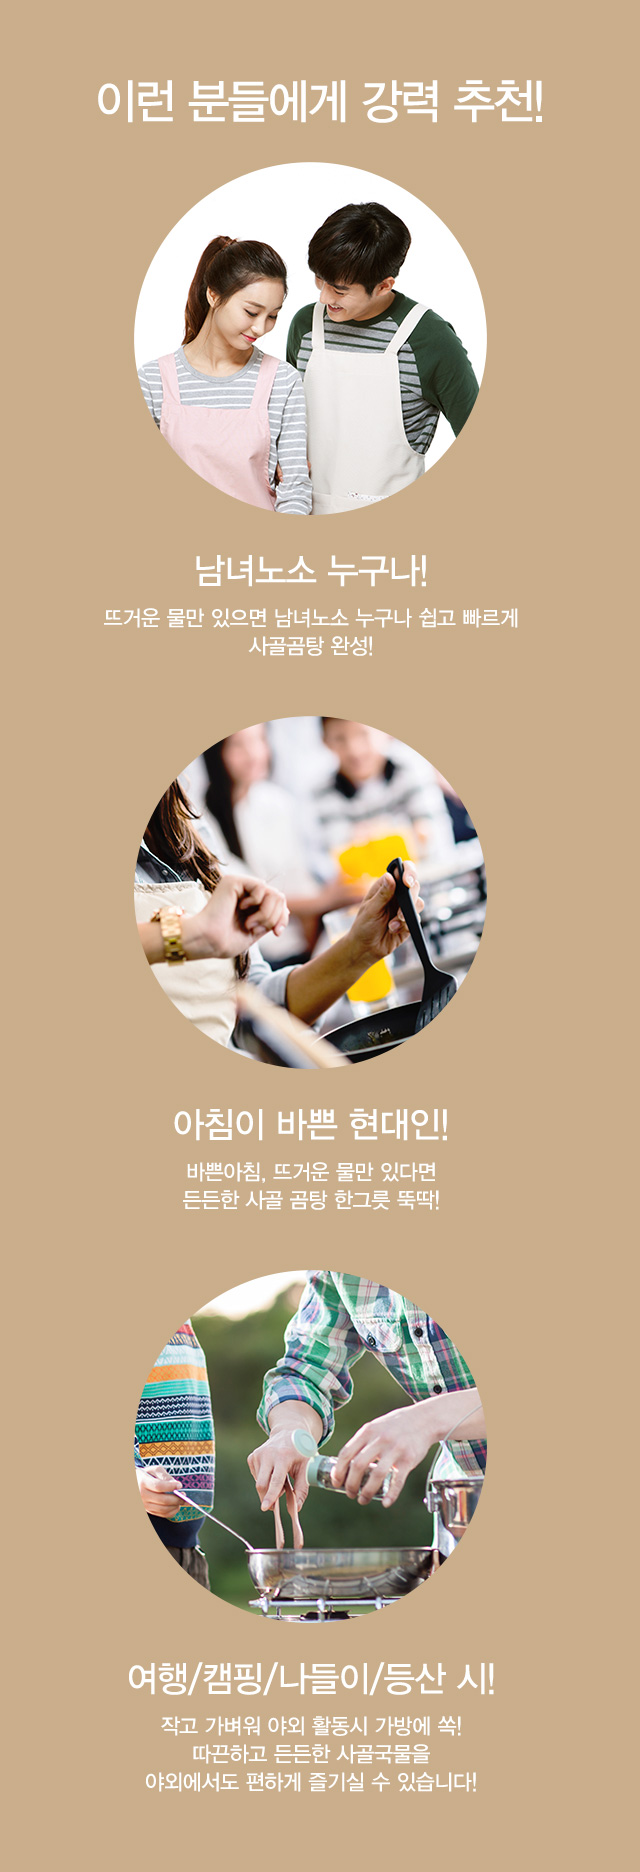 이런 분들에게 강력 추천!
남녀노소 누구나!
뜨거운 물만 있으면 남녀노소 누구나 쉽고 빠르게
사골곰탕 완성!
아침이 바쁜 현대인!
바쁜아침, 뜨거운 물만 있다면
든든한 사골 곰탕 한그릇 뚝딱!
여행/캠핑/나들이/등산 시!
작고 가벼워 야외 활동시 가방에 쏙!
따끈하고 든든한 사골국물을
야외에서도 편하게 즐기실 수 있습니다!